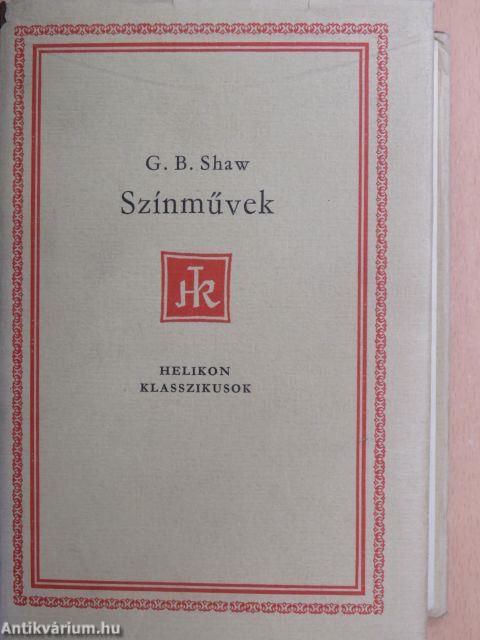 G. B. Shaw
Színművek
HK
HELIKON
KLASSZIKUSOK
Antikvárium.hu